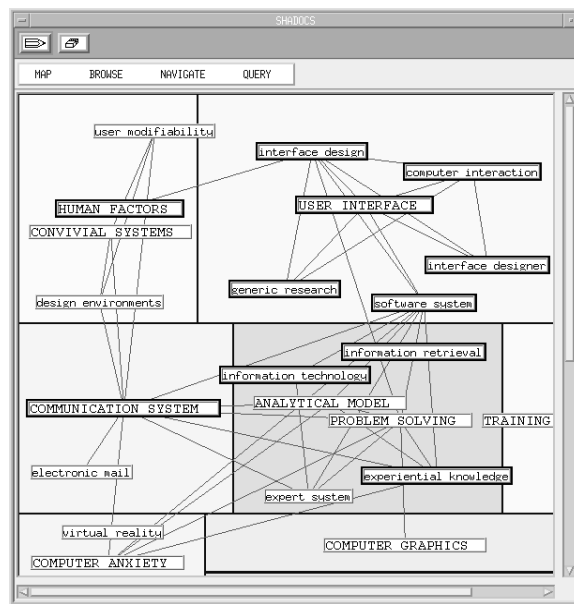 SHADOCS
MAP BROWSE NAVIGATE QUERY
user modifiability
interface design
computer interaction
HUMAN FACTORS
USER INTERFACE
CONVIVIAL SYSTEMS
interface designer
generic research
design environments
software system
information retrieval
information technology
ANALYTICAL MODEL
COMMUNICATION SYSTEM
PROBLEM SOLVING
TRAINING
electronic mail
experiential knowledge
expert system
virtual reality
COMPUTER GRAPHICS
COMPUTER ANXIETY